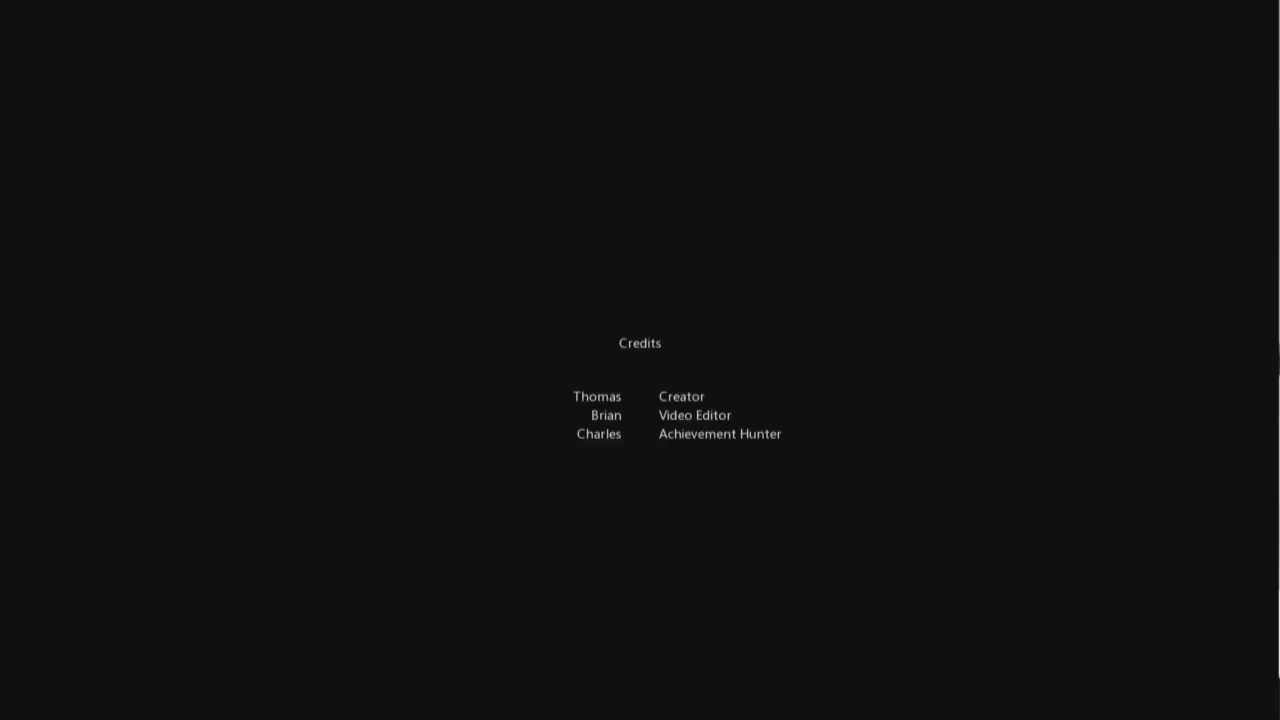 Credits
Thomas Creator
Brian Video Editor
Charles Achievement Hunter